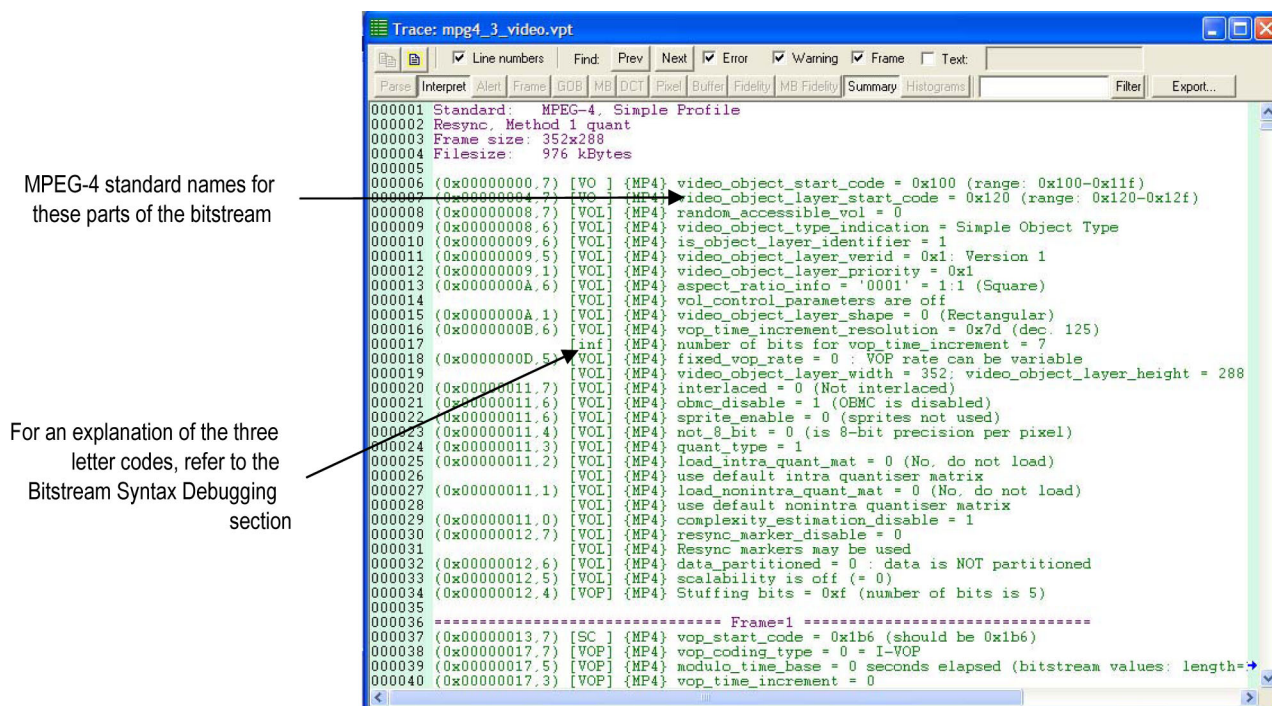 Trace: mpg4_3_video.vpt
Line numbers Find: Prev Next Error Warning Frame Text:
Parse Interpret Alert Frame GOB MB DCT Pixel Buffer Fidelity MB Fidelity Summary Histograms Filter Export...
000001 Standard: MPEG-4, Simple Profile
000002 Resync, Method 1 quant
000003 Frame size: 352x288
000004 Filesize: 976 kBytes
000005
000006 (0x00000000,7) [VO ] {MP4} video_object_start_code = 0x100 (range: 0x100-0x11f)
000007 (0x00000004,7) [VO ] {MP4} video_object_layer_start_code = 0x120 (range: 0x120-0x12f)
000008 (0x00000008,7) [VOL] {MP4} random_accessible_vol = 0
000009 (0x00000008,6) [VOL] {MP4} video_object_type_indication = Simple Object Type
000010 (0x00000009,6) [VOL] {MP4} is_object_layer_identifier = 1
000011 (0x00000009,5) [VOL] {MP4} video_object_layer_verid = 0x1: Version 1
000012 (0x00000009,1) [VOL] {MP4} video_object_layer_priority = 0x1
000013 (0x0000000A,6) [VOL] {MP4} aspect_ratio_info = '0001' = 1:1 (Square)
000014 [VOL] {MP4} vol_control_parameters are off
000015 (0x0000000A,1) [VOL] {MP4} video_object_layer_shape = 0 (Rectangular)
000016 (0x0000000B,6) [VOL] {MP4} vop_time_increment_resolution = 0x7d (dec. 125)
000017 [inf] {MP4} number of bits for vop_time_increment = 7
000018 (0x0000000D,5) [VOL] {MP4} fixed_vop_rate = 0 : VOP rate can be variable
000019 [VOL] {MP4} video_object_layer_width = 352; video_object_layer_height = 288
000020 (0x00000011,7) [VOL] {MP4} interlaced = 0 (Not interlaced)
000021 (0x00000011,6) [VOL] {MP4} obmc_disable = 1 (OBMC is disabled)
000022 (0x00000011,6) [VOL] {MP4} sprite_enable = 0 (sprites not used)
000023 (0x00000011,4) [VOL] {MP4} not_8_bit = 0 (is 8-bit precision per pixel)
000024 (0x00000011,3) [VOL] {MP4} quant_type = 1
000025 (0x00000011,2) [VOL] {MP4} load_intra_quant_mat = 0 (No, do not load)
000026 [VOL] {MP4} use default intra quantiser matrix
000027 (0x00000011,1) [VOL] {MP4} load_nonintra_quant_mat = 0 (No, do not load)
000028 [VOL] {MP4} use default nonintra quantiser matrix
000029 (0x00000011,0) [VOL] {MP4} complexity_estimation_disable = 1
000030 (0x00000012,7) [VOL] {MP4} resync_marker_disable = 0
000031 [VOL] {MP4} Resync markers may be used
000032 (0x00000012,6) [VOL] {MP4} data_partitioned = 0 : data is NOT partitioned
000033 (0x00000012,5) [VOL] {MP4} scalability is off (= 0)
000034 (0x00000012,4) [VOP] {MP4} Stuffing bits = 0xf (number of bits is 5)
000035
000036 ================================ Frame=1 ================================
000037 (0x00000013,7) [SC ] {MP4} vop_start_code = 0x1b6 (should be 0x1b6)
000038 (0x00000017,7) [VOP] {MP4} vop_coding_type = 0 = I-VOP
000039 (0x00000017,5) [VOP] {MP4} modulo_time_base = 0 seconds elapsed (bitstream values: length=
000040 (0x00000017,3) [VOP] {MP4} vop_time_increment = 0
MPEG-4 standard names for
these parts of the bitstream
For an explanation of the three
letter codes, refer to the
Bitstream Syntax Debugging
section